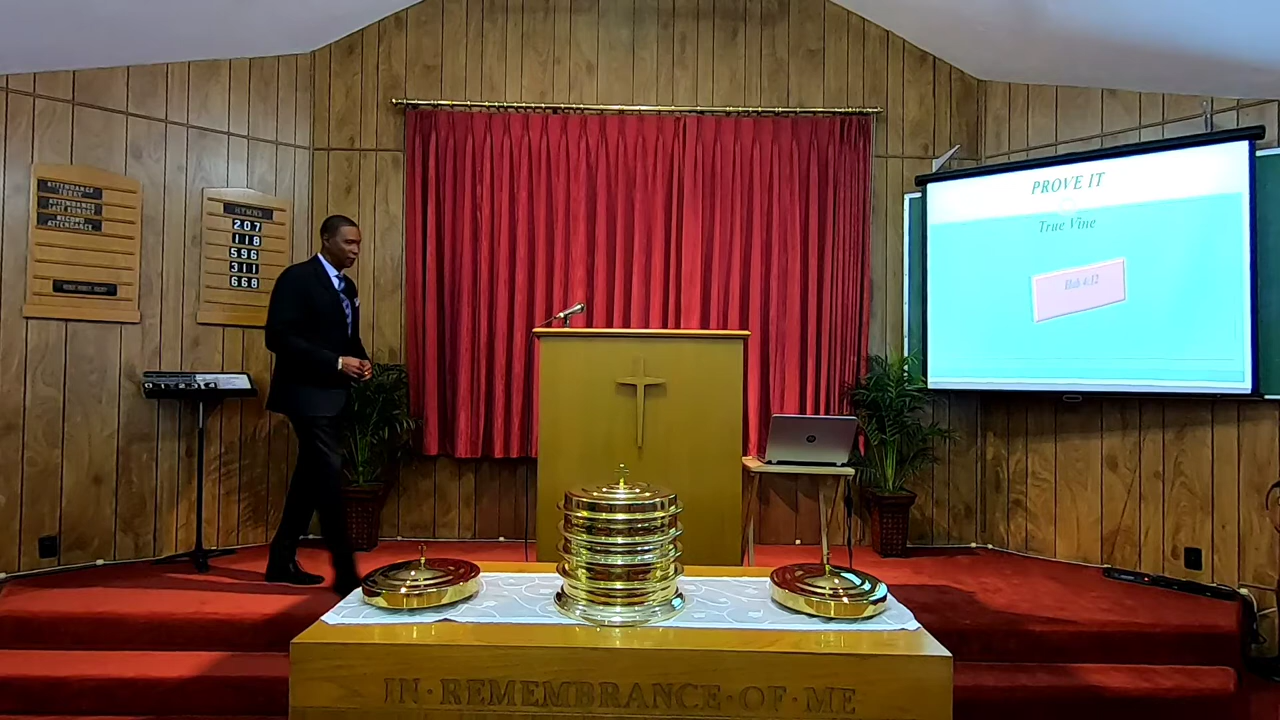 ATTENDANCE
TODAY
ATTENDANCE
LAST SUNDAY
RECORD
ATTENDANCE
HYMNS
207
118
596
311
668
PROVE IT
True Vine
4:12
IN·REMEMBRANCE·OF·ME